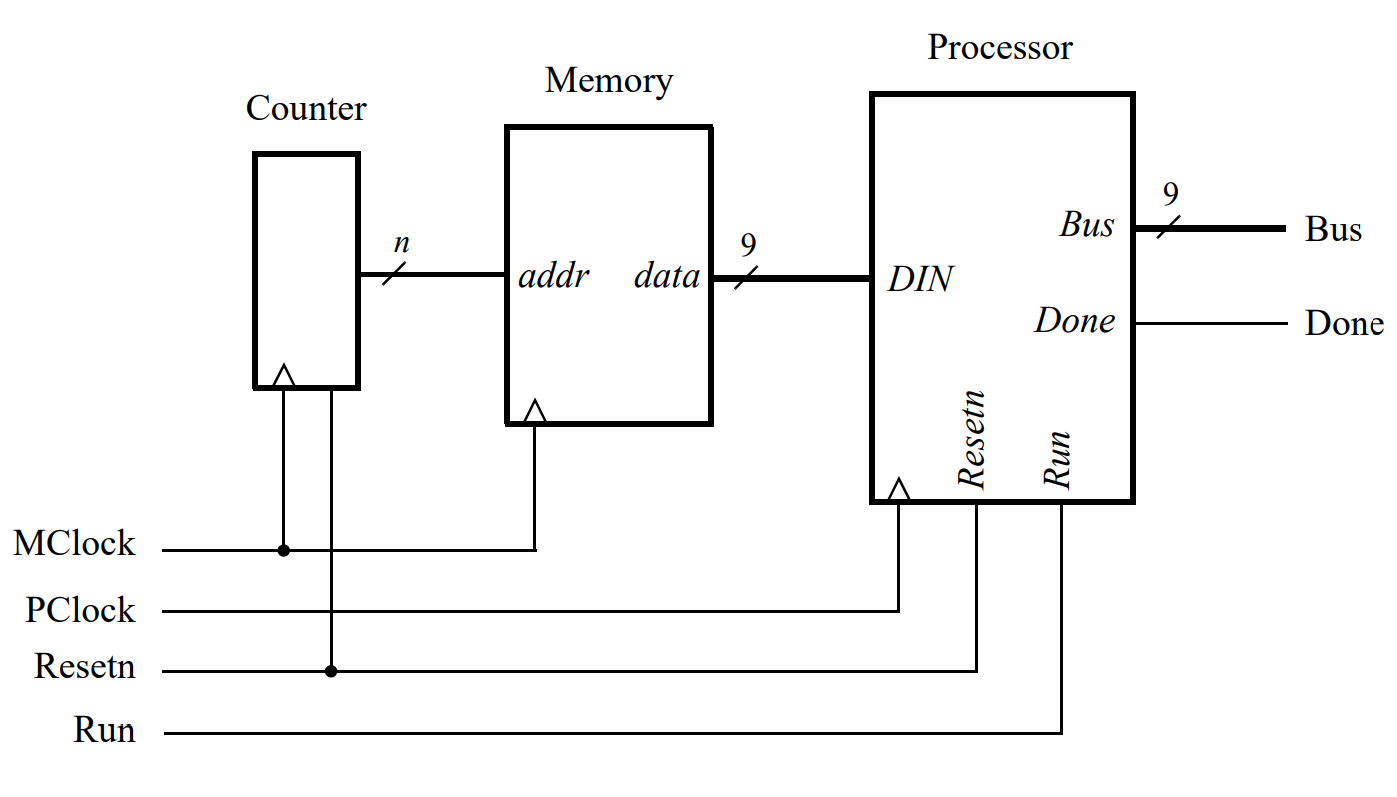 Processor
Memory
Counter
9
Bus
Bus
n
9
addr
data
DIN
Done
Done
Resetn
Run
MClock
PClock
Resetn
Run